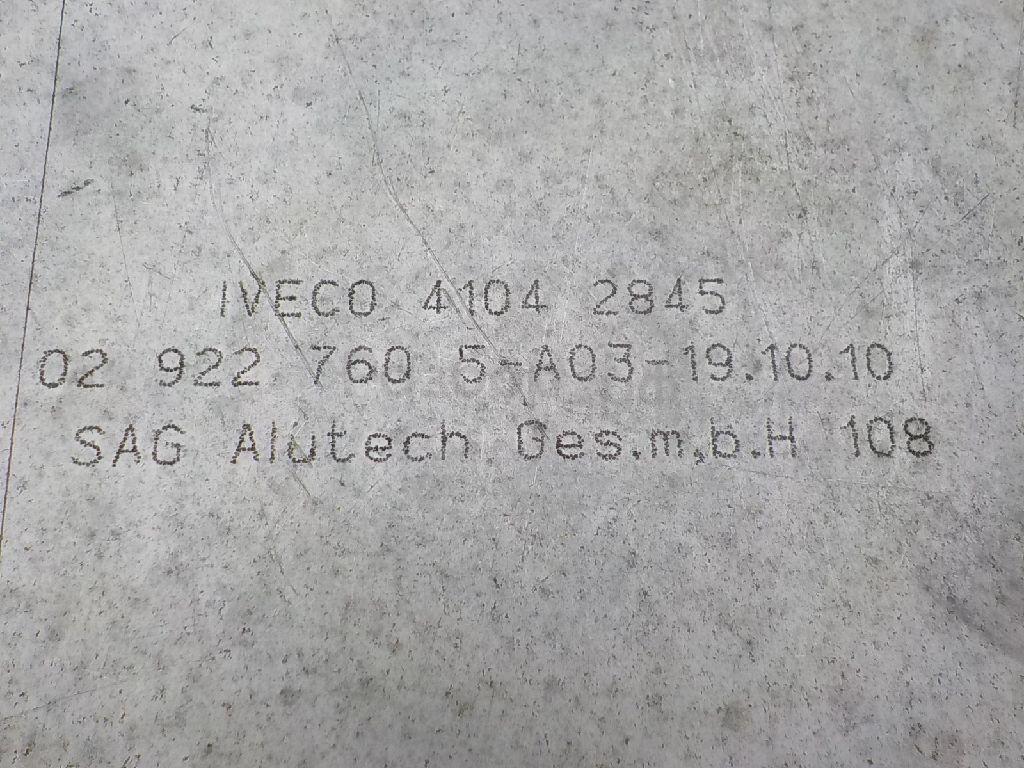 IVECO 4104 2845
02 922 760 5-A03-19.10.10
SAG Alutech Ges.m.b.H 108